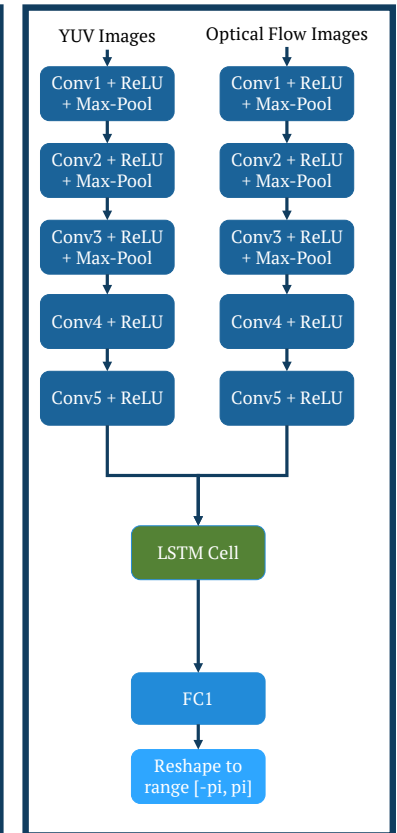 YUV Images
Optical Flow Images
Conv1 + ReLU
+ Max-Pool
Conv1 + ReLU
+ Max-Pool
Conv2 + ReLU
+ Max-Pool
Conv2 + ReLU
+ Max-Pool
Conv3 + ReLU
+ Max-Pool
Conv3 + ReLU
+ Max-Pool
Conv4 + ReLU
Conv4 + ReLU
Conv5 + ReLU
Conv5 + ReLU
LSTM Cell
FC1
Reshape to
range [-pi, pi]